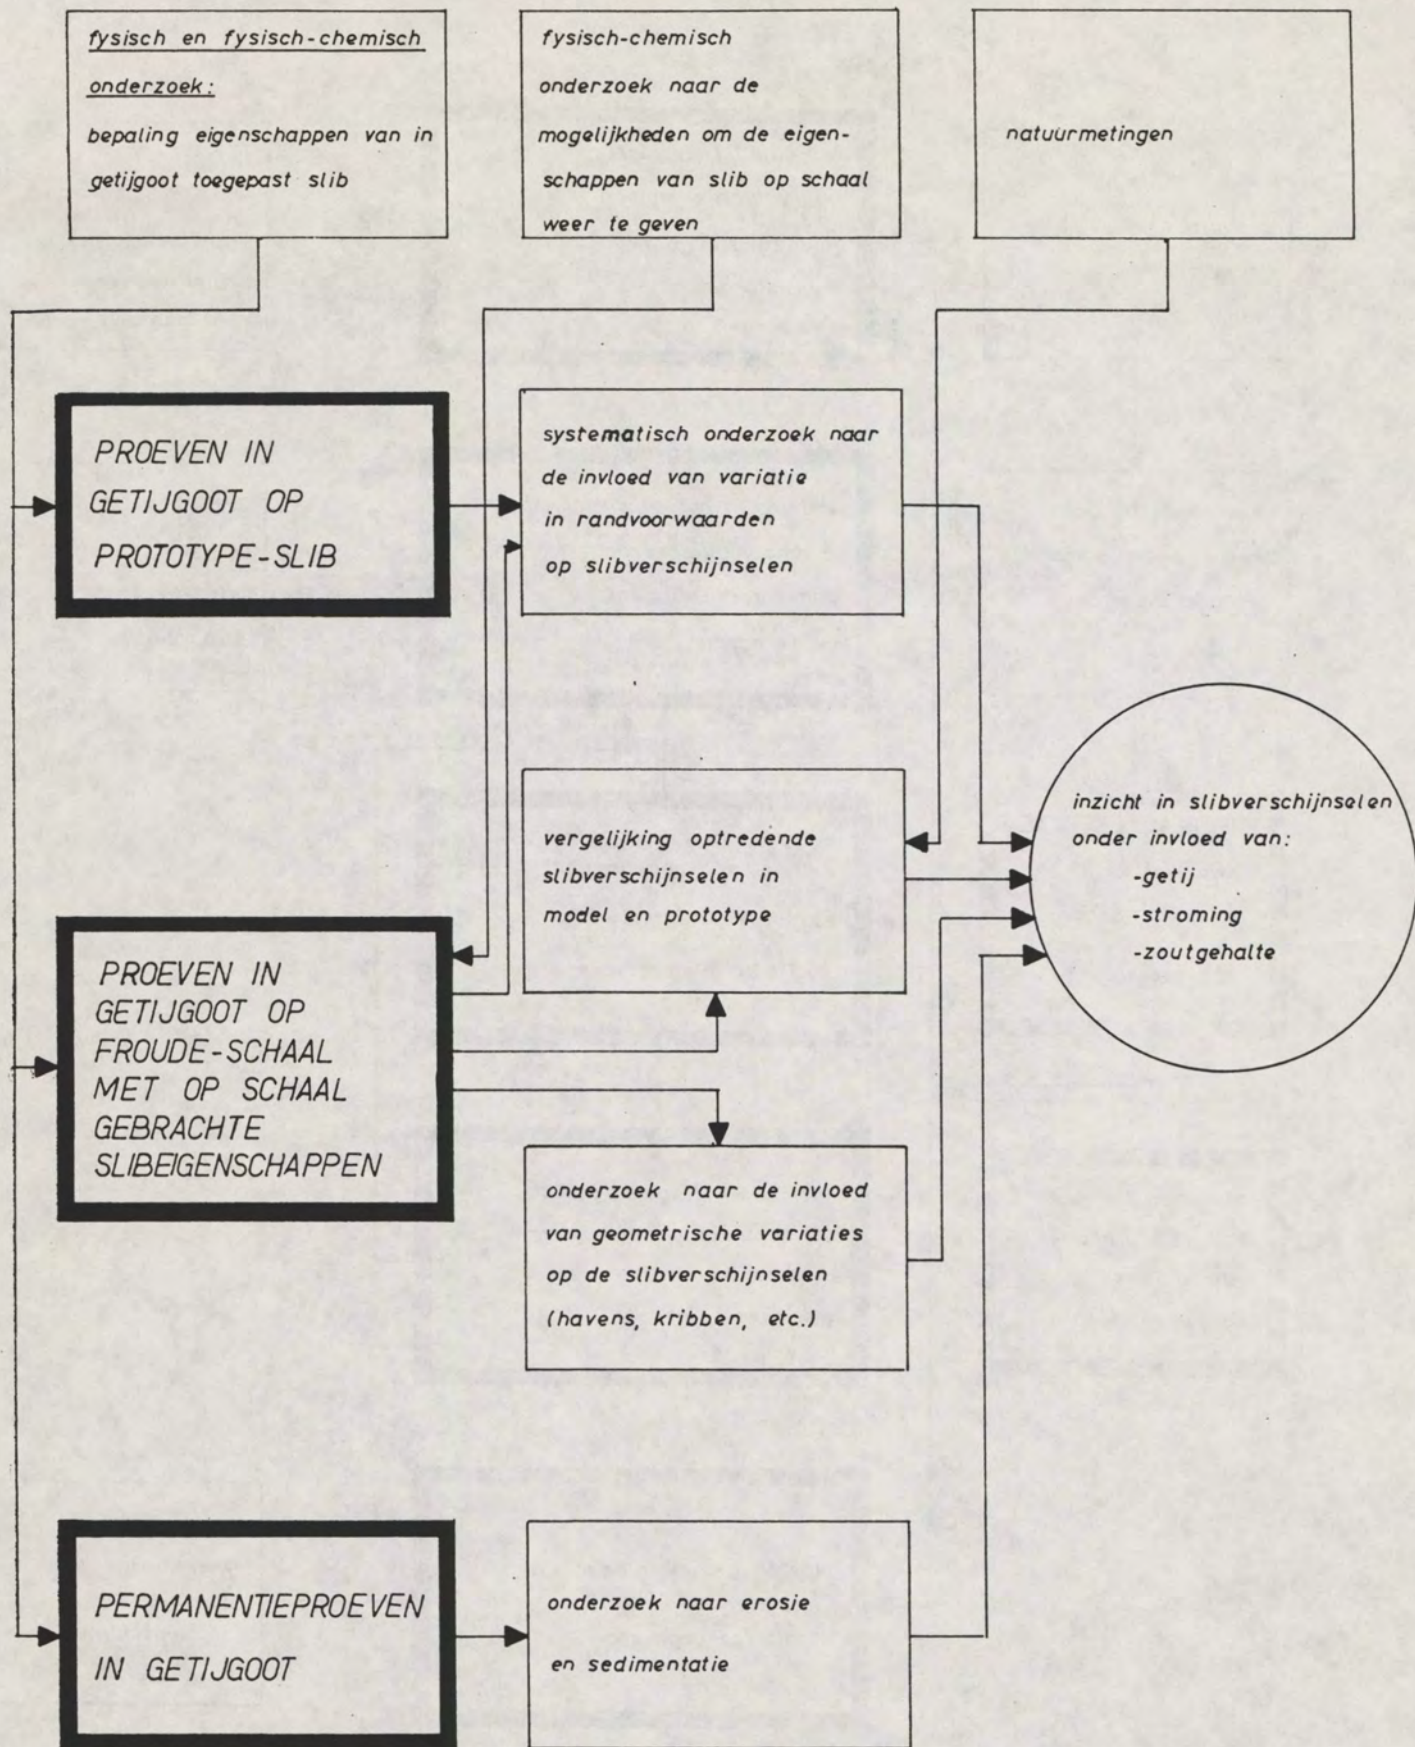 fysisch en fysisch-chemisch
onderzoek:
bepaling eigenschappen van in
getijgoot toegepast slib
fysisch-chemisch
onderzoek naar de
mogelijkheden om de eigen-
schappen van slib op schaal
weer te geven
natuurmetingen
PROEVEN IN
GETIJGOOT OP
PROTOTYPE-SLIB
systematisch onderzoek naar
de invloed van variatie
in randvoorwaarden
op slibverschijnselen
vergelijking optredende
slibverschijnselen in
model en prototype
inzicht in slibverschijnselen
onder invloed van:
-getij
-stroming
-zoutgehalte
PROEVEN IN
GETIJGOOT OP
FROUDE-SCHAAL
MET OP SCHAAL
GEBRACHTE
SLIBEIGENSCHAPPEN
onderzoek naar de invloed
van geometrische variaties
op de slibverschijnselen
(havens, kribben, etc.)
PERMANENTIEPROEVEN
IN GETIJGOOT
onderzoek naar erosie
en sedimentatie